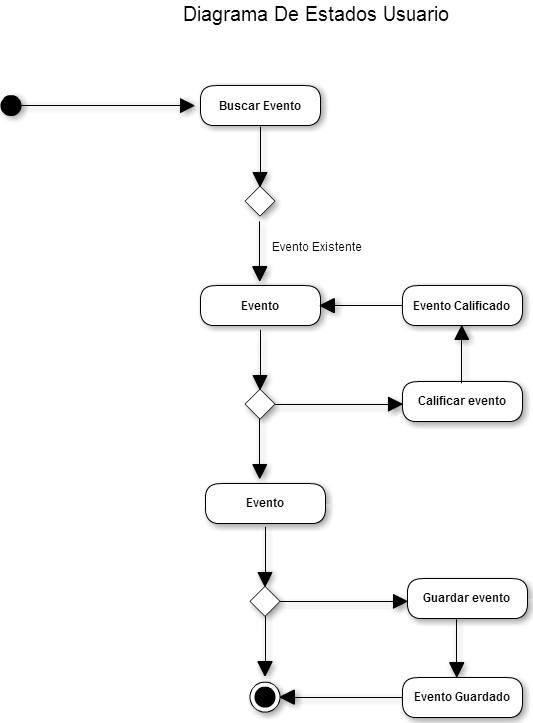 Diagrama De Estados Usuario
Buscar Evento
Evento Existente
Evento
Evento Calificado
Calificar evento
Evento
Guardar evento
Evento Guardado